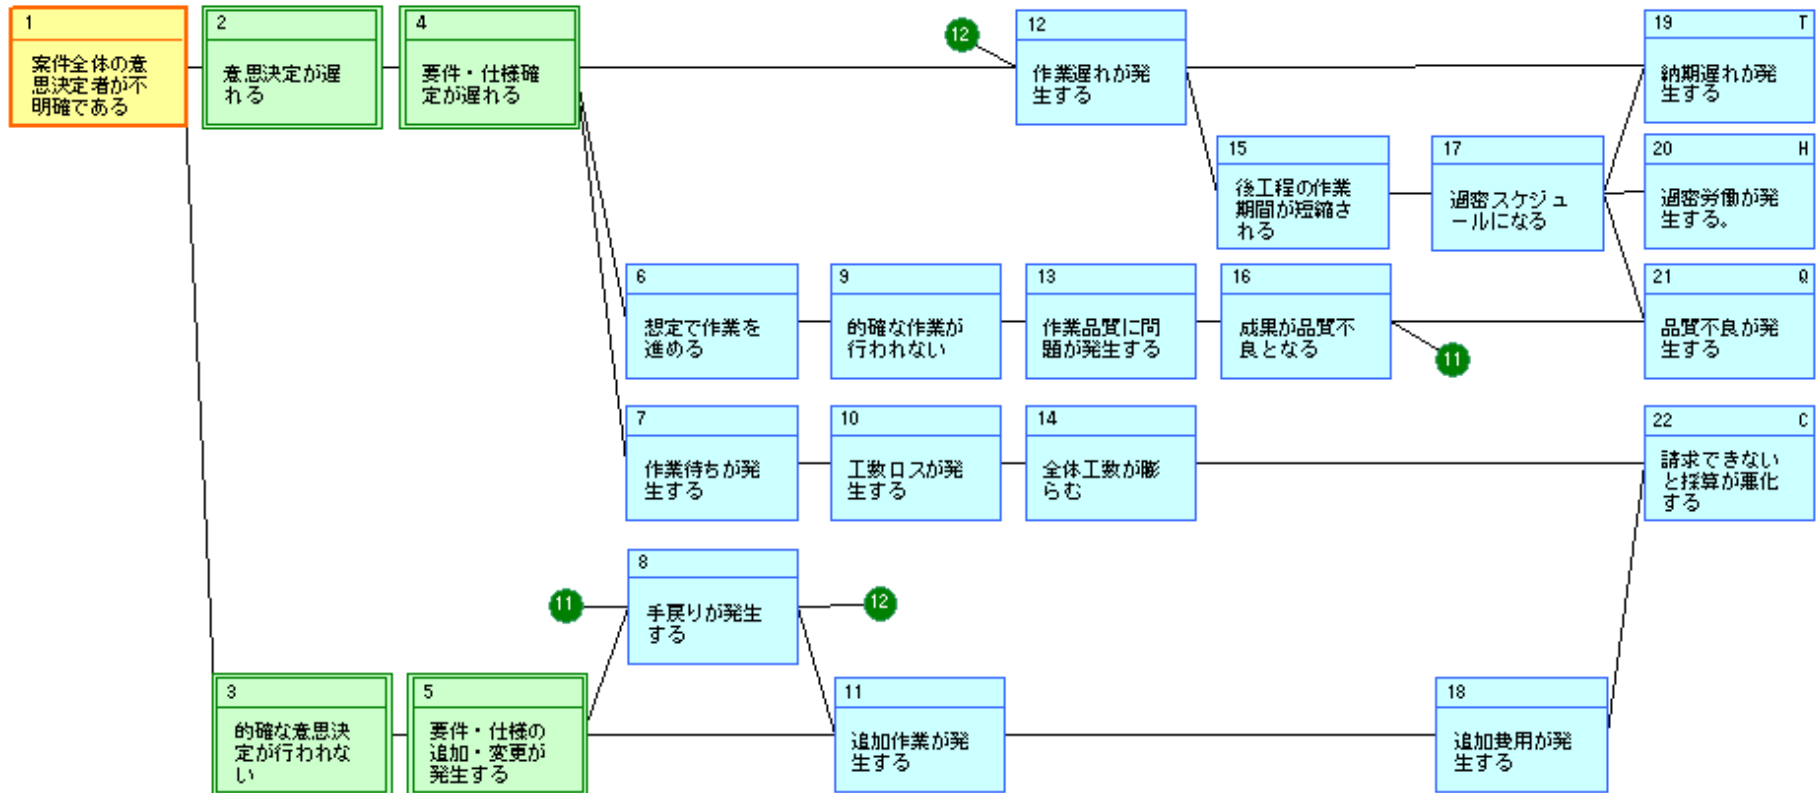 1
案件全体の意
思決定者が不
明確である
2
意思決定が遅
れる
4
要件・仕様確
定が遅れる
12
12
作業遅れが発
生する
19 T
納期遅れが発
生する
15
後工程の作業
期間が短縮さ
れる
17
過密スケジュ
ールになる
20 H
過密労働が発
生する。
6
想定で作業を
進める
9
的確な作業が
行われない
13
作業品質に問
題が発生する
16
成果が品質不
良となる
11
21 Q
品質不良が発
生する
7
作業待ちが発
生する
10
工数ロスが発
生する
14
全体工数が膨
らむ
22 C
請求できない
と採算が悪化
する
11
8
手戻りが発生
する
12
3
的確な意思決
定が行われな
い
5
要件・仕様の
追加・変更が
発生する
11
追加作業が発
生する
18
追加費用が発
生する